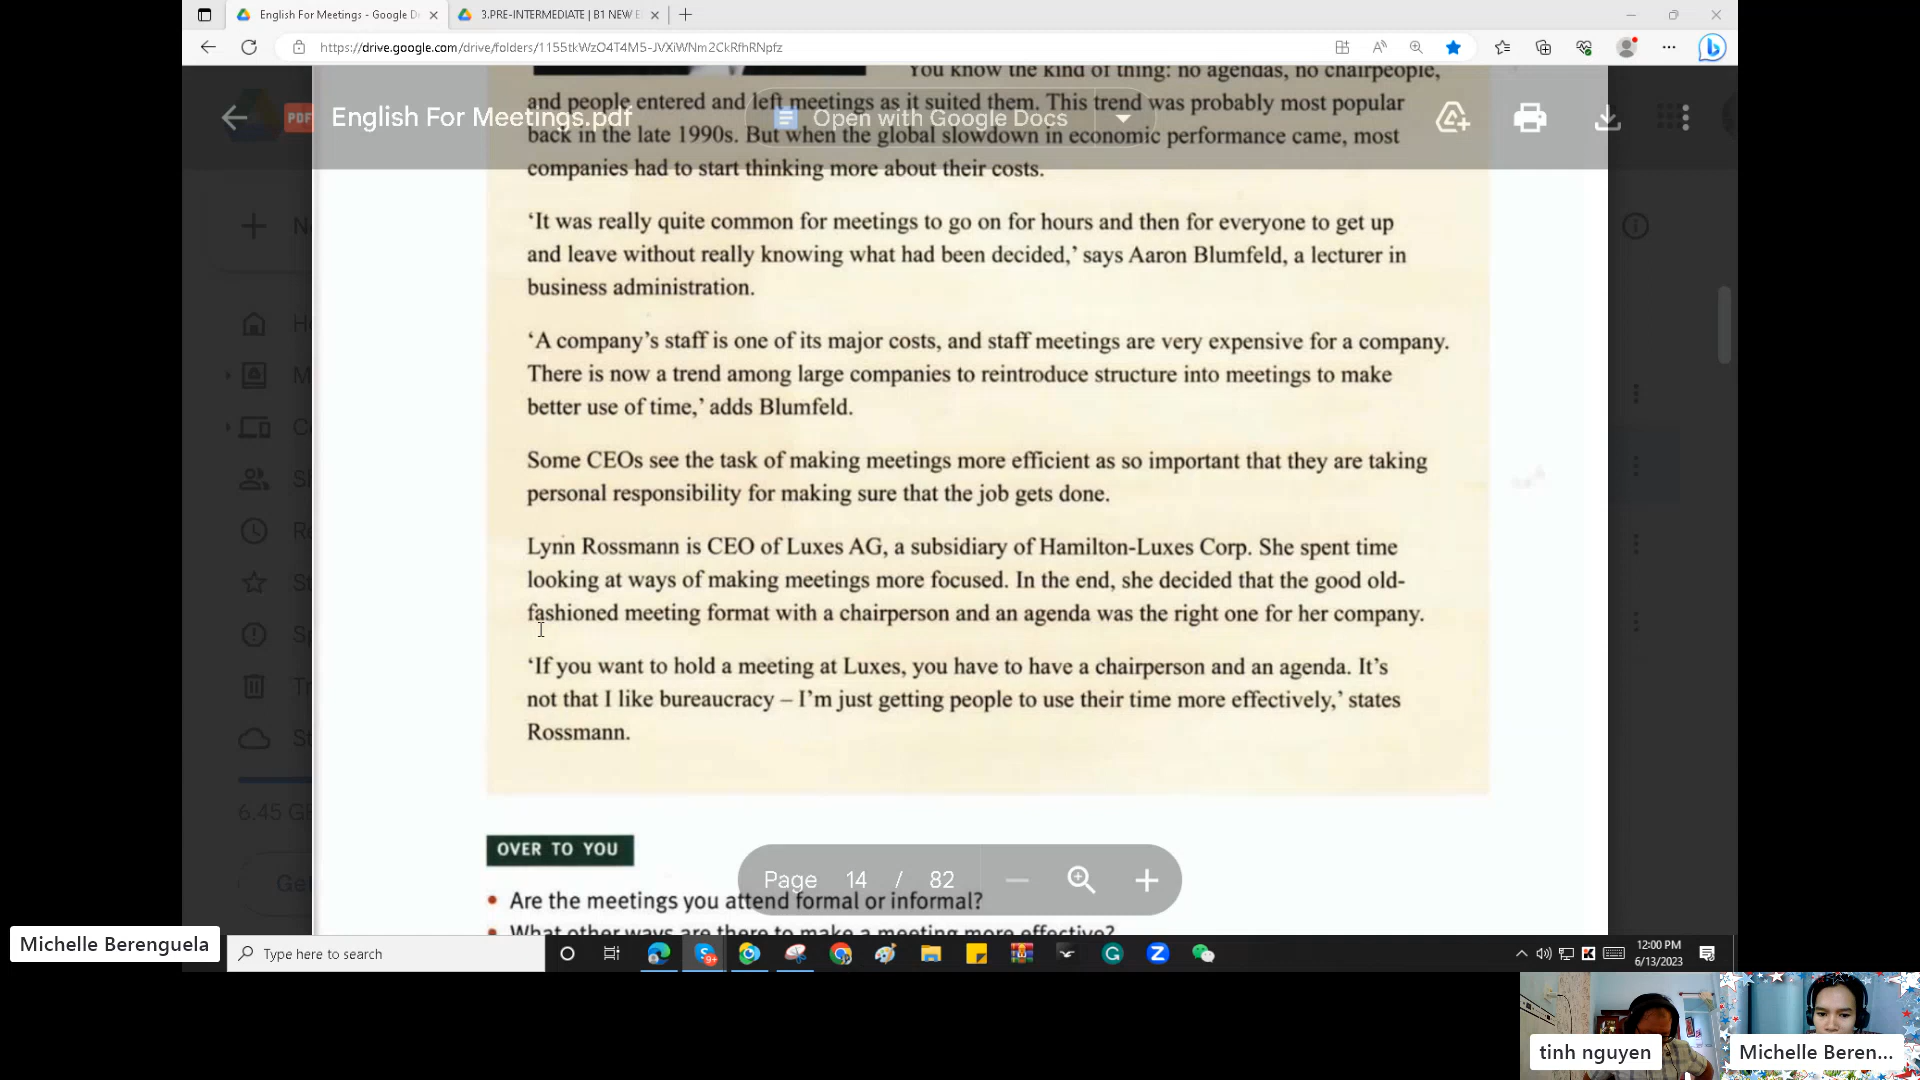 English For Meetings - Google D
3.PRE-INTERMEDIATE | B1 NEW E
https://drive.google.com/drive/folders/1155tkWzO4T4M5-JVXiWNm2CkRfhRNpfz
You know the kind of thing: no agendas, no chairpeople,
and people entered and left meetings as it suited them. This trend was probably most popular
PDF
English For Meetings.pdf
Open with Google Docs
back in the late 1990s. But when the global slowdown in economic performance came, most
companies had to start thinking more about their costs.
‘It was really quite common for meetings to go on for hours and then for everyone to get up
and leave without really knowing what had been decided,’ says Aaron Blumfeld, a lecturer in
business administration.
‘A company’s staff is one of its major costs, and staff meetings are very expensive for a company.
There is now a trend among large companies to reintroduce structure into meetings to make
better use of time,’ adds Blumfeld.
Some CEOs see the task of making meetings more efficient as so important that they are taking
personal responsibility for making sure that the job gets done.
Lynn Rossmann is CEO of Luxes AG, a subsidiary of Hamilton-Luxes Corp. She spent time
looking at ways of making meetings more focused. In the end, she decided that the good old-
fashioned meeting format with a chairperson and an agenda was the right one for her company.
‘If you want to hold a meeting at Luxes, you have to have a chairperson and an agenda. It’s
not that I like bureaucracy – I’m just getting people to use their time more effectively,’ states
Rossmann.
6.45 G
OVER TO YOU
Page 14 / 82
• Are the meetings you attend formal or informal?
• What other ways are there to make a meeting more effective?
Michelle Berenguela
Type here to search
12:00 PM
6/13/2023
tinh nguyen
Michelle Beren...